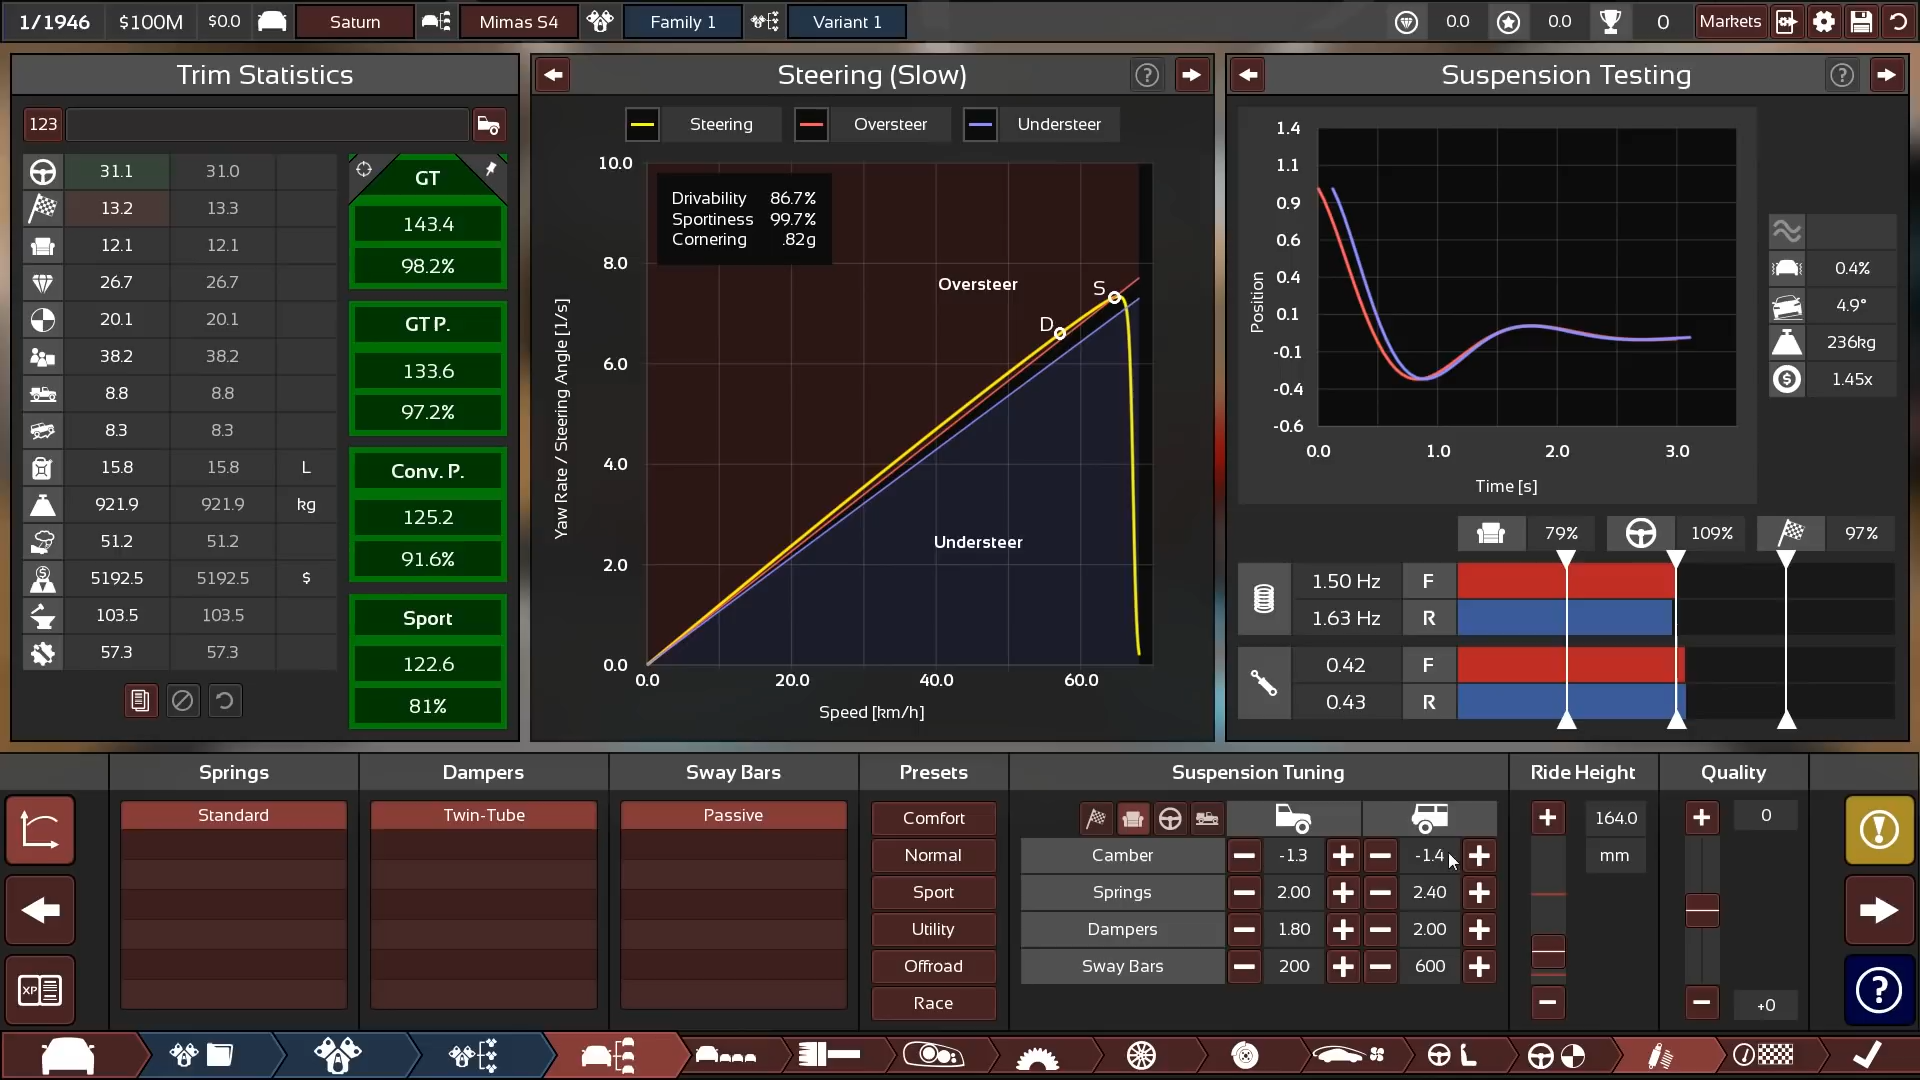 1/1946 $100M $0.0 Saturn Mimas S4 Family 1 Variant 1 0.0 0.0 0 Markets
Trim Statistics
123
31.1 31.0
13.2 13.3
12.1 12.1
26.7 26.7
20.1 20.1
38.2 38.2
8.8 8.8
8.3 8.3
15.8 15.8 L
921.9 921.9 kg
51.2 51.2
5192.5 5192.5 $
103.5 103.5
57.3 57.3
GT
143.4
98.2%
GT P.
133.6
97.2%
Conv. P.
125.2
91.6%
Sport
122.6
81%
Steering (Slow)
?
Steering Oversteer Understeer
Drivability 86.7%
Sportiness 99.7%
Cornering .82g
10.0
8.0
6.0
4.0
2.0
0.0
Yaw Rate / Steering Angle [1/s]
Oversteer
S
D
Understeer
0.0 20.0 40.0 60.0
Speed [km/h]
Suspension Testing
?
1.4
1.1
0.9
0.6
0.4
0.1
-0.1
-0.4
-0.6
Position
0.0 1.0 2.0 3.0
Time [s]
0.4%
4.9°
236kg
$ 1.45x
79% 109% 97%
1.50 Hz F
1.63 Hz R
0.42 F
0.43 R
Springs
Standard
Dampers
Twin-Tube
Sway Bars
Passive
Presets
Comfort
Normal
Sport
Utility
Offroad
Race
Suspension Tuning
Camber -1.3 -1.4
Springs 2.00 2.40
Dampers 1.80 2.00
Sway Bars 200 600
Ride Height
164.0
mm
Quality
0
+0
XP
?